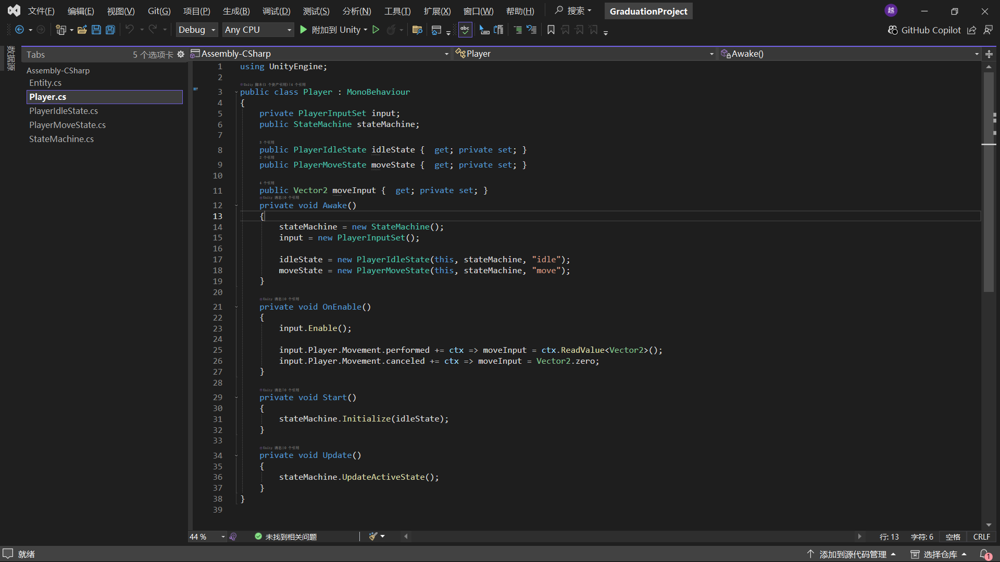 文件(F) 编辑(E) 视图(V) Git(G) 项目(P) 生成(B) 调试(D) 测试(S) 分析(N) 工具(T) 扩展(X) 窗口(W) 帮助(H) 搜索 GraduationProject 越
Debug Any CPU 附加到 Unity abc GitHub Copilot
数据源
Tabs 5 个选项卡
Assembly-CSharp
Entity.cs
Player.cs
PlayerIdleState.cs
PlayerMoveState.cs
StateMachine.cs
Assembly-CSharp Player Awake()
1 using UnityEngine;
2
Unity 脚本(1 个资产引用)|4 个引用
3 public class Player : MonoBehaviour
4 {
5 private PlayerInputSet input;
6 public StateMachine stateMachine;
7
3 个引用
8 public PlayerIdleState idleState { get; private set; }
2 个引用
9 public PlayerMoveState moveState { get; private set; }
10
4 个引用
11 public Vector2 moveInput { get; private set; }
Unity 消息|0 个引用
12 private void Awake()
13 {
14 stateMachine = new StateMachine();
15 input = new PlayerInputSet();
16
17 idleState = new PlayerIdleState(this, stateMachine, "idle");
18 moveState = new PlayerMoveState(this, stateMachine, "move");
19 }
20
Unity 消息|0 个引用
21 private void OnEnable()
22 {
23 input.Enable();
24
25 input.Player.Movement.performed += ctx => moveInput = ctx.ReadValue<Vector2>();
26 input.Player.Movement.canceled += ctx => moveInput = Vector2.zero;
27 }
28
Unity 消息|0 个引用
29 private void Start()
30 {
31 stateMachine.Initialize(idleState);
32 }
33
Unity 消息|0 个引用
34 private void Update()
35 {
36 stateMachine.UpdateActiveState();
37 }
38 }
39
44 % 未找到相关问题 行: 13 字符: 6 空格 CRLF
就绪 添加到源代码管理 选择仓库 1